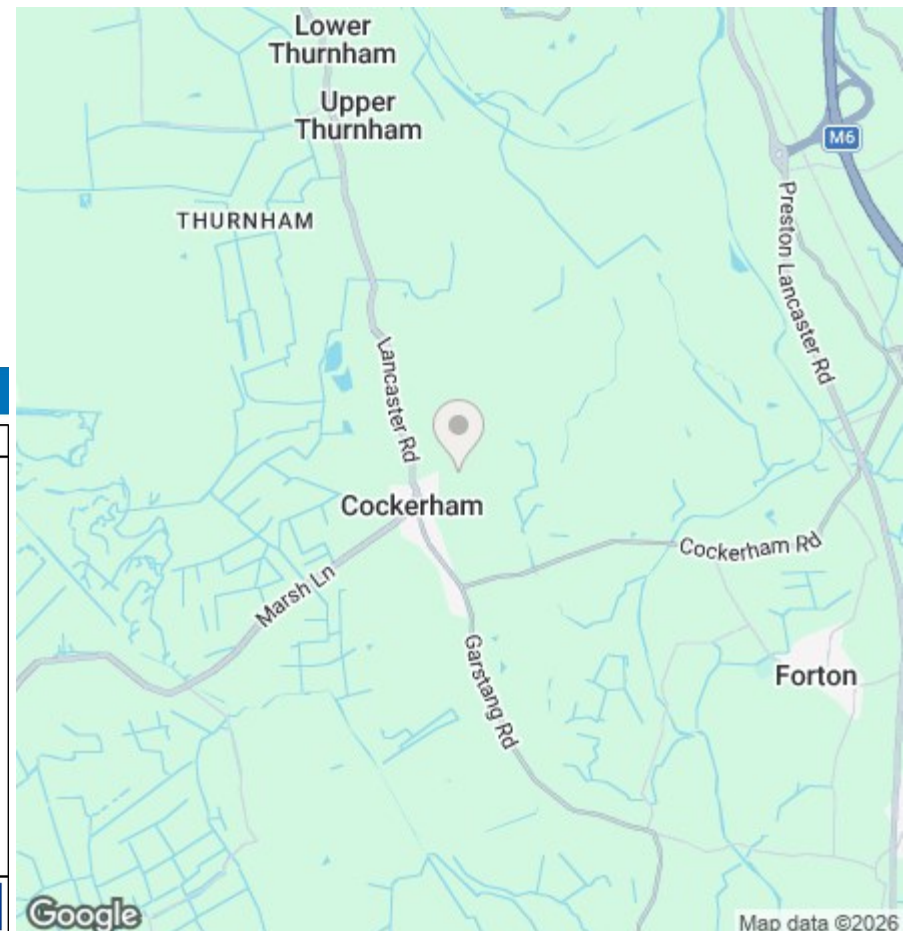 Lower
Thurnham
Upper
Thurnham
M6
THURNHAM
Preston Lancaster Rd
Lancaster Rd
Cockerham
Cockerham Rd
Marsh Ln
Garstang Rd
Forton
Google
Map data ©2026